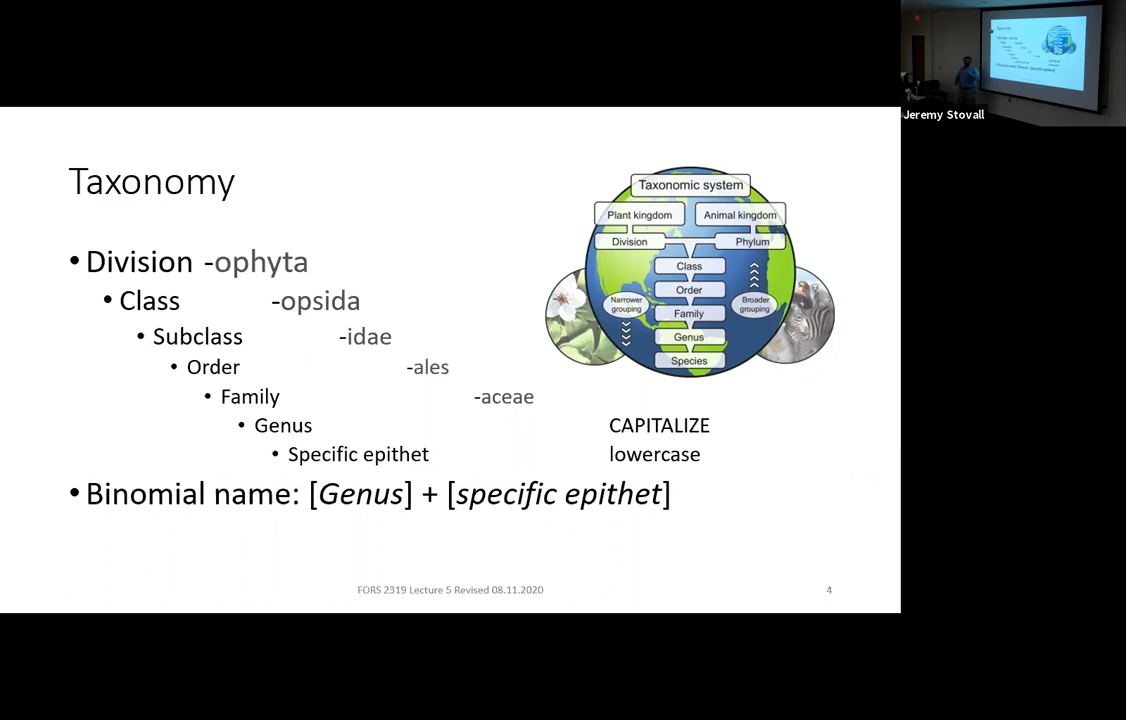 Jeremy Stovall
Taxonomy
• Division -ophyta
• Class -opsida
• Subclass -idae
• Order -ales
• Family -aceae
• Genus CAPITALIZE
• Specific epithet lowercase
• Binomial name: [Genus] + [specific epithet]
Taxonomic system
Plant kingdom Animal kingdom
Division Phylum
Class
Order
Narrower grouping
Broader grouping
Family
Genus
Species
FORS 2319 Lecture 5 Revised 08.11.2020 4